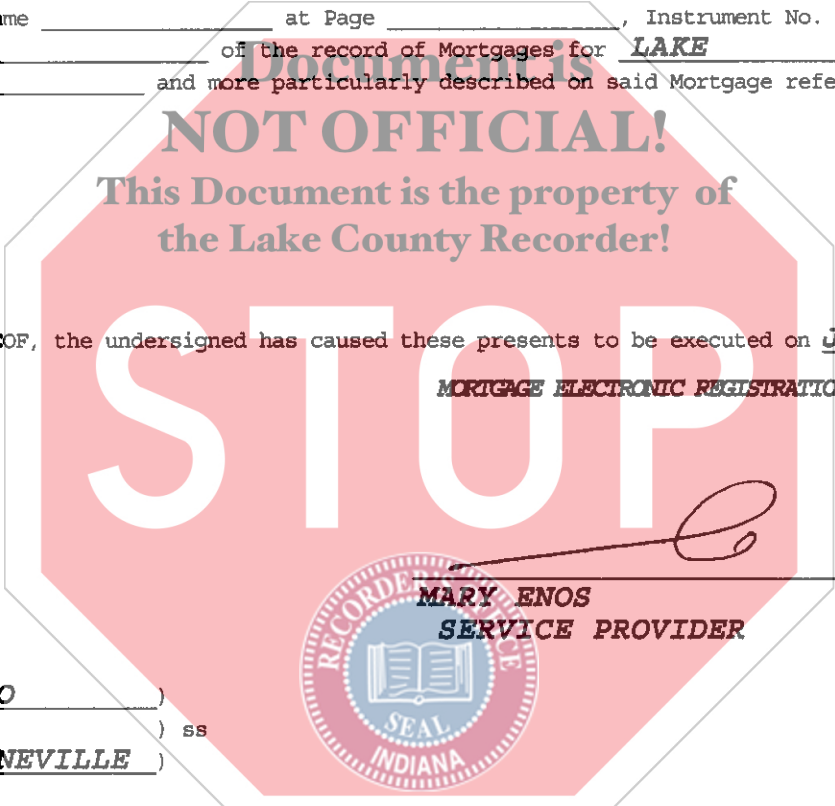 me at Page , Instrument No.
of the record of Mortgages for LAKE
and more particularly described on said Mortgage refe
Document is
NOT OFFICIAL!
This Document is the property of
the Lake County Recorder!
OF, the undersigned has caused these presents to be executed on J
MORTGAGE ELECTRONIC REGISTRATIO
STOP
MARY ENOS
SERVICE PROVIDER
RECORDER'S OFFICE
SEAL
INDIANA
O )
) ss
NEVILLE )